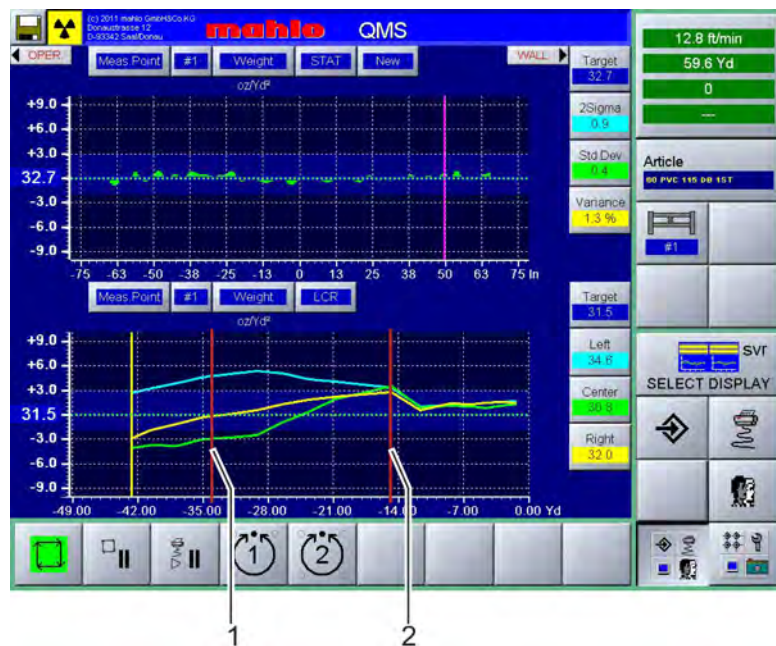 (c) 2011 mahlo GmbH&Co.KG
Donaustrasse 12
D-93342 Saal/Donau
mahlo
QMS
OPER.
Meas.Point #1 Weight STAT New
WALL
oz/Yd²
+9.0
+6.0
+3.0
32.7
-3.0
-6.0
-9.0
-75 -63 -50 -38 -25 -13 0 13 25 38 50 63 75 In
Target
32.7
2Sigma
0.9
Std Dev
0.4
Variance
1.3 %
Meas.Point #1 Weight LCR
oz/Yd²
+9.0
+6.0
+3.0
31.5
-3.0
-6.0
-9.0
-49.00 -42.00 -35.00 -28.00 -21.00 -14.00 -7.00 0.00 Yd
Target
31.5
Left
34.6
Center
30.8
Right
32.0
12.8 ft/min
59.6 Yd
0
---
Article
60 PVC 115 DB 1ST
#1
svr
SELECT DISPLAY
1
2
1
2